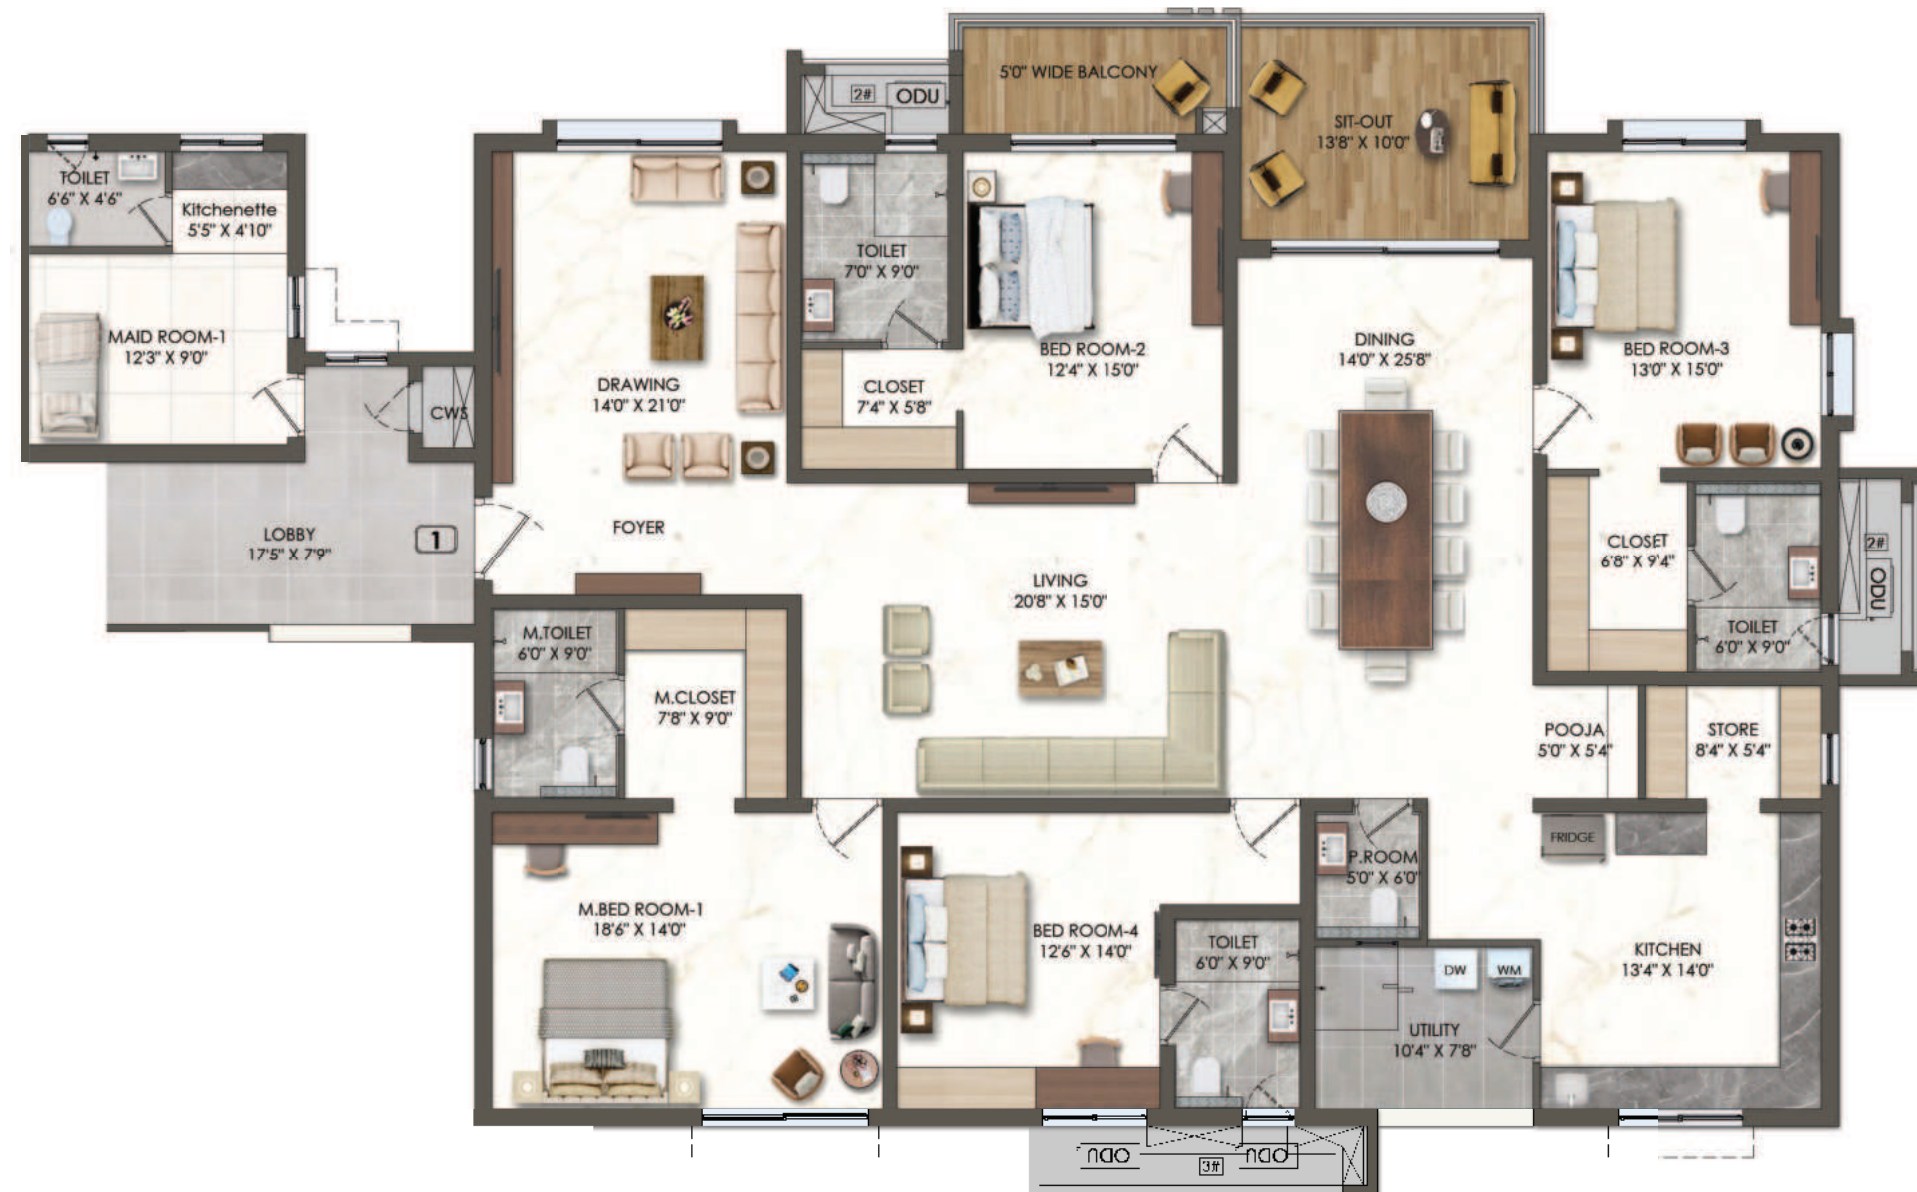 5'0" WIDE BALCONY
2#
ODU
SIT-OUT
13'8" X 10'0"
TOILET
6'6" X 4'6"
Kitchenette
5'5" X 4'10"
MAID ROOM-1
12'3" X 9'0"
CWS
LOBBY
17'5" X 7'9"
1
DRAWING
14'0" X 21'0"
FOYER
TOILET
7'0" X 9'0"
CLOSET
7'4" X 5'8"
BED ROOM-2
12'4" X 15'0"
DINING
14'0" X 25'8"
BED ROOM-3
13'0" X 15'0"
CLOSET
6'8" X 9'4"
TOILET
6'0" X 9'0"
2#
ODU
LIVING
20'8" X 15'0"
M.TOILET
6'0" X 9'0"
M.CLOSET
7'8" X 9'0"
POOJA
5'0" X 5'4"
STORE
8'4" X 5'4"
FRIDGE
P.ROOM
5'0" X 6'0"
M.BED ROOM-1
18'6" X 14'0"
BED ROOM-4
12'6" X 14'0"
TOILET
6'0" X 9'0"
KITCHEN
13'4" X 14'0"
DW
WM
UTILITY
10'4" X 7'8"
ODU
3#
ODU